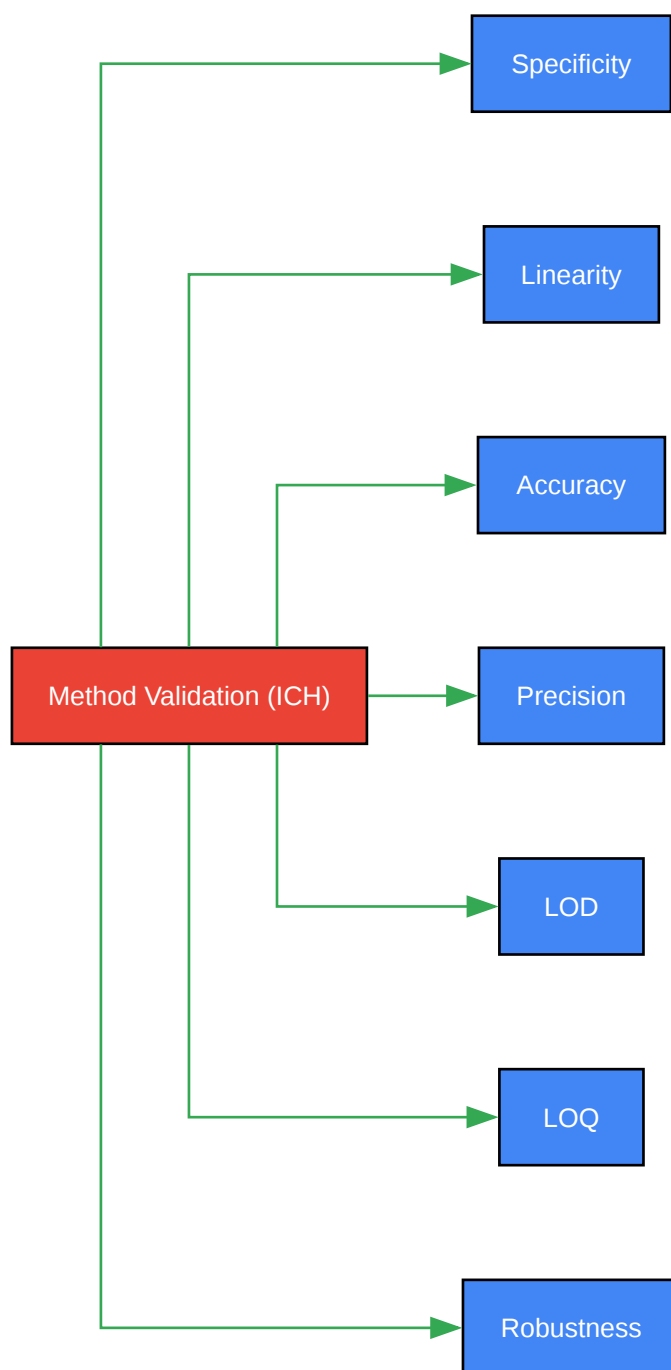 Specificity
Linearity
Accuracy
Method Validation (ICH)
Precision
LOD
LOQ
Robustness